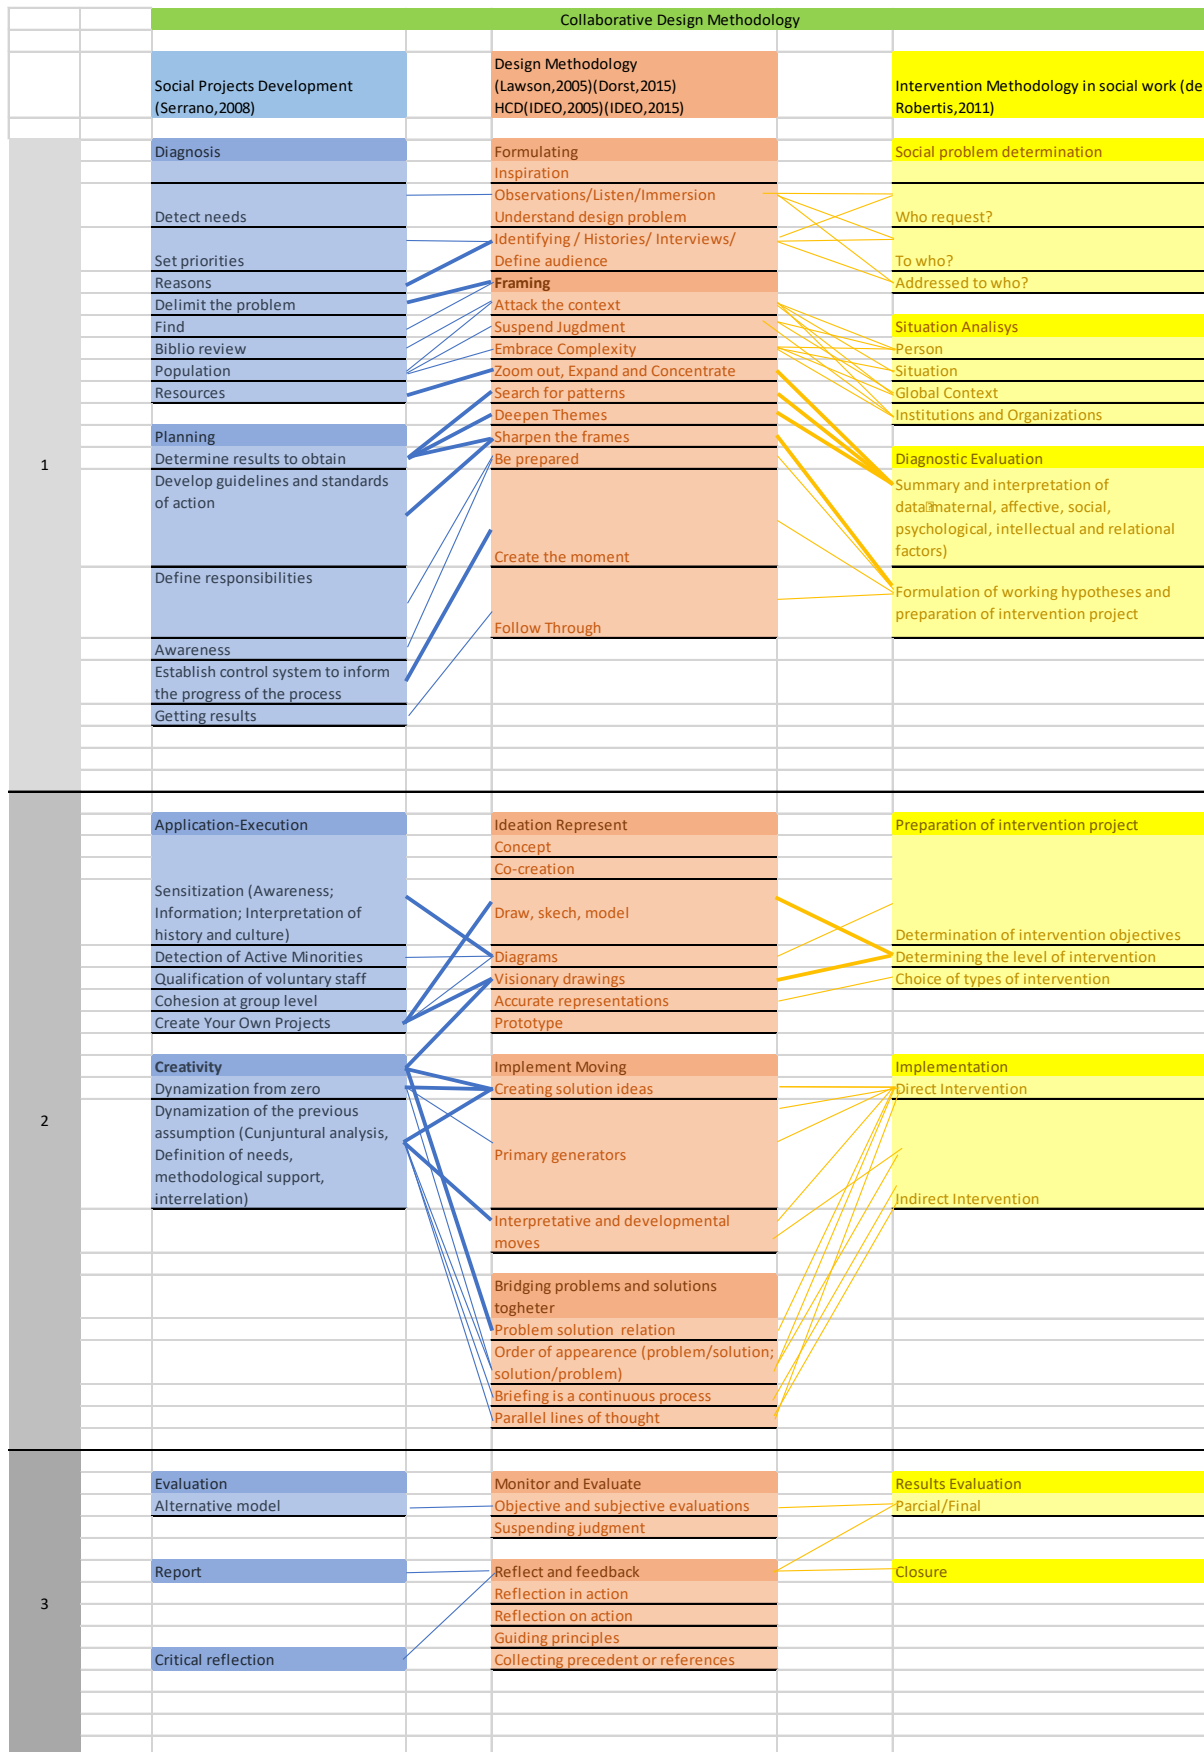 Collaborative Design Methodology
Social Projects Development
(Serrano,2008)
Design Methodology
(Lawson,2005)(Dorst,2015)
HCD(IDEO,2005)(IDEO,2015)
Intervention Methodology in social work (de
Robertis,2011)
1
Diagnosis
Detect needs
Set priorities
Reasons
Delimit the problem
Find
Biblio review
Population
Resources
Planning
Determine results to obtain
Develop guidelines and standards
of action
Define responsibilities
Awareness
Establish control system to inform
the progress of the process
Getting results
Formulating
Inspiration
Observations/Listen/Immersion
Understand design problem
Identifying / Histories/ Interviews/
Define audience
Framing
Attack the context
Suspend Jugdment
Embrace Complexity
Zoom out, Expand and Concentrate
Search for patterns
Deepen Themes
Sharpen the frames
Be prepared
Create the moment
Follow Through
Social problem determination
Who request?
To who?
Addressed to who?
Situation Analisys
Person
Situation
Global Context
Institutions and Organizations
Diagnostic Evaluation
Summary and interpretation of
data maternal, affective, social,
psychological, intellectual and relational
factors)
Formulation of working hypotheses and
preparation of intervention project
2
Application-Execution
Sensitization (Awareness;
Information; Interpretation of
history and culture)
Detection of Active Minorities
Qualification of voluntary staff
Cohesion at group level
Create Your Own Projects
Creativity
Dynamization from zero
Dynamization of the previous
assumption (Cunjuntural analysis,
Definition of needs,
methodological support,
interrelation)
Ideation Represent
Concept
Co-creation
Draw, skech, model
Diagrams
Visionary drawings
Accurate representations
Prototype
Implement Moving
Creating solution ideas
Primary generators
Interpretative and developmental
moves
Bridging problems and solutions
togheter
Problem solution relation
Order of appearence (problem/solution;
solution/problem)
Briefing is a continuous process
Parallel lines of thought
Preparation of intervention project
Determination of intervention objectives
Determining the level of intervention
Choice of types of intervention
Implementation
Direct Intervention
Indirect Intervention
3
Evaluation
Alternative model
Report
Critical reflection
Monitor and Evaluate
Objective and subjective evaluations
Suspending judgment
Reflect and feedback
Reflection in action
Reflection on action
Guiding principles
Collecting precedent or references
Results Evaluation
Parcial/Final
Closure